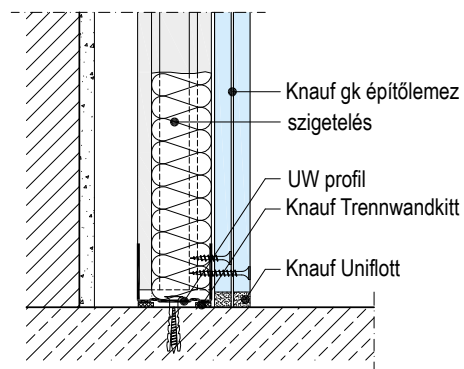 Knauf gk építőlemez
szigetelés
UW profil
Knauf Trennwandkitt
Knauf Uniflott